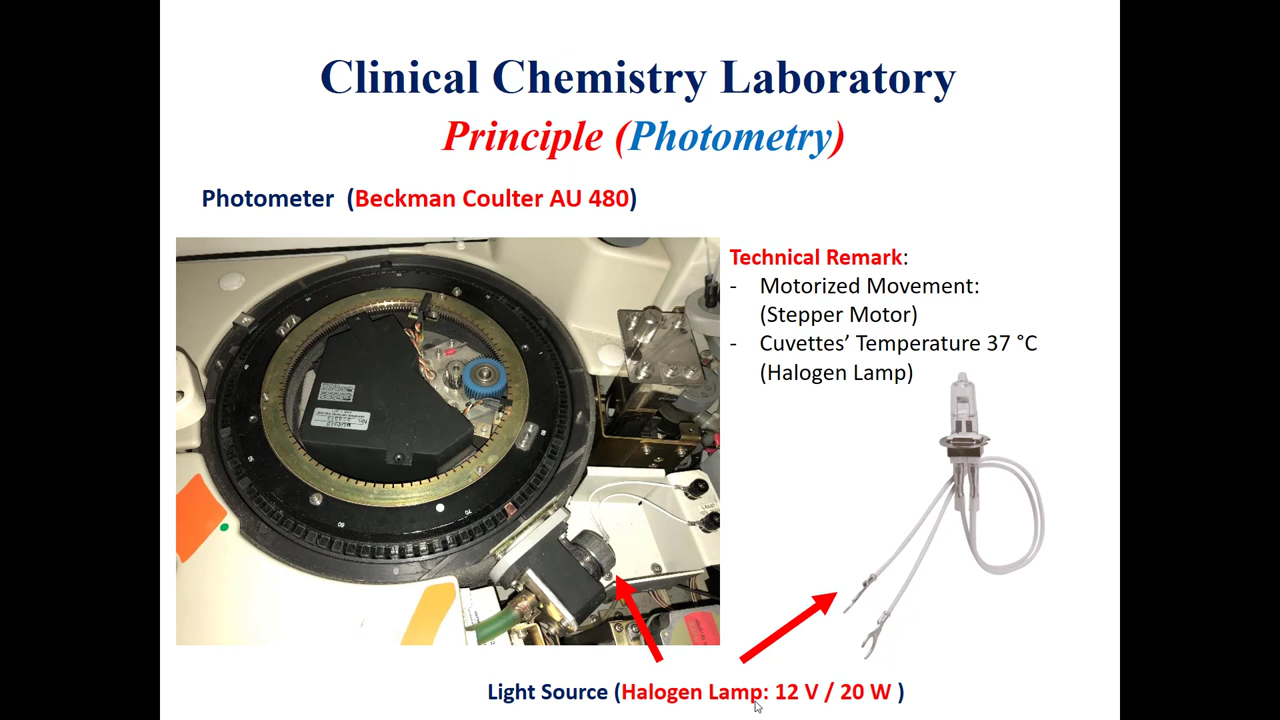 Clinical Chemistry Laboratory
Principle (Photometry)
Photometer (Beckman Coulter AU 480)
Technical Remark:
- Motorized Movement:
(Stepper Motor)
- Cuvettes’ Temperature 37 °C
(Halogen Lamp)
Light Source (Halogen Lamp: 12 V / 20 W )